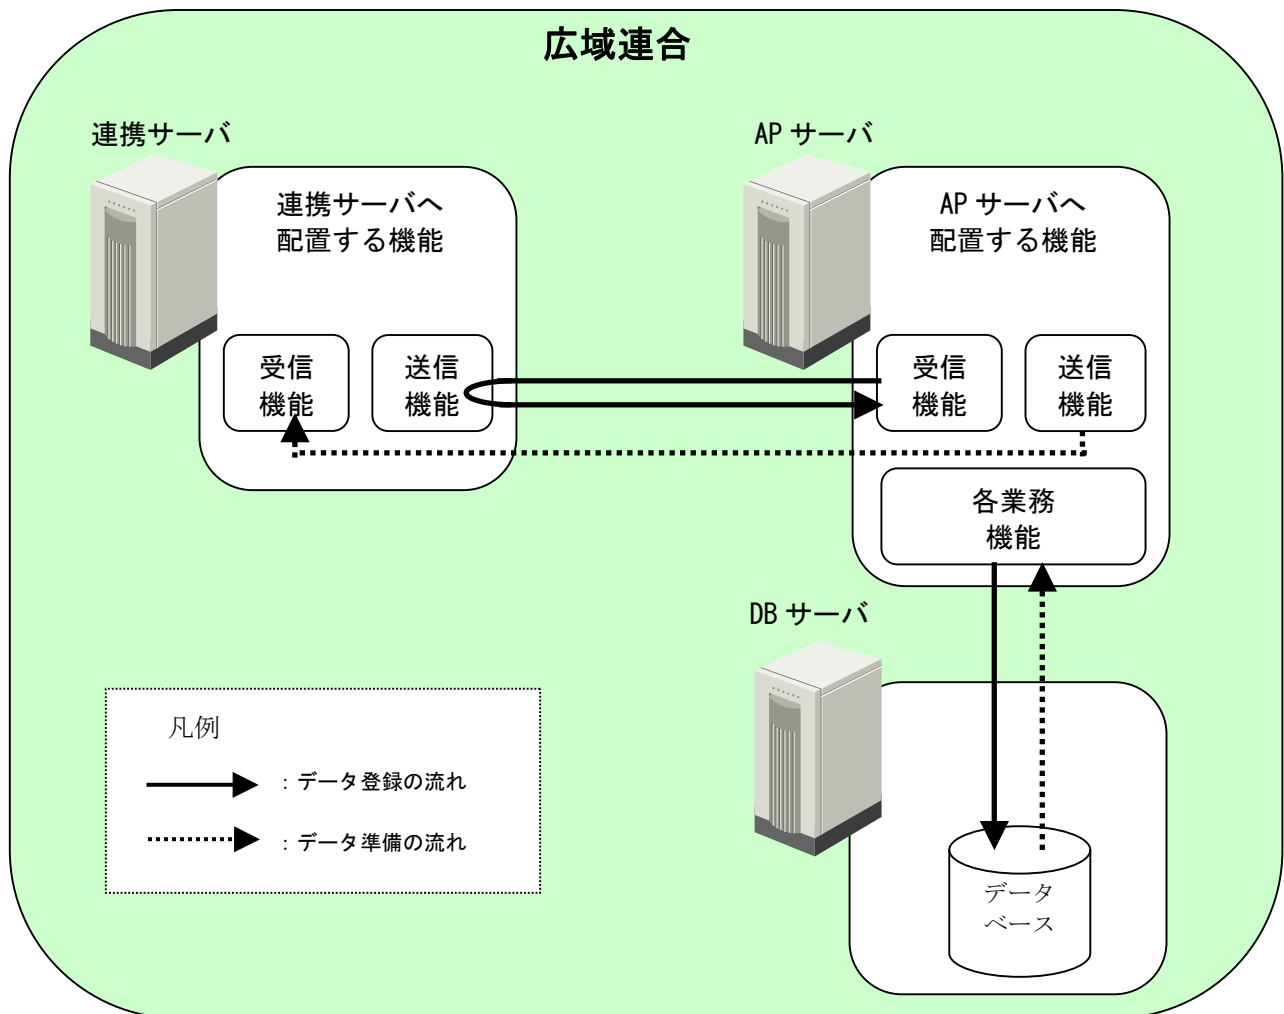 広域連合
連携サーバ
AP サーバ
連携サーバへ
配置する機能
AP サーバへ
配置する機能
受信
機能
送信
機能
受信
機能
送信
機能
各業務
機能
DB サーバ
凡例
：データ登録の流れ
：データ準備の流れ
データ
ベース